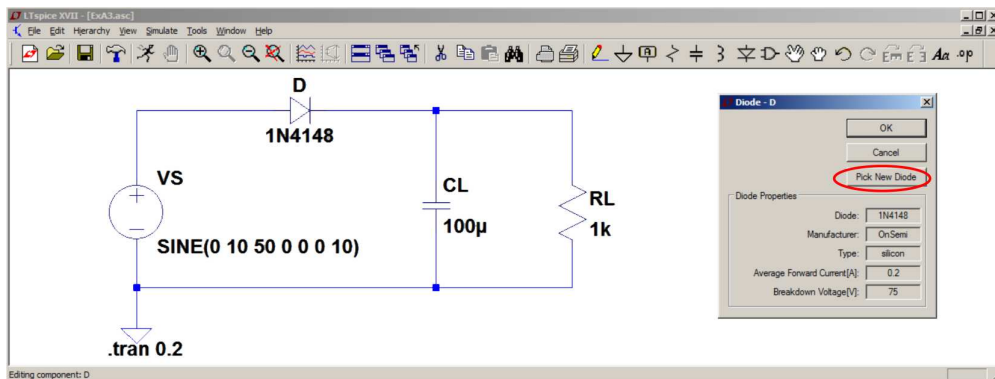 LTspice XVII - [ExA3.asc]
File Edit Hierarchy View Simulate Tools Window Help
Aa .op
D
1N4148
VS
SINE(0 10 50 0 0 0 10)
CL
100µ
RL
1k
.tran 0.2
Diode - D
OK
Cancel
Pick New Diode
Diode Properties
Diode: 1N4148
Manufacturer: OnSemi
Type: silicon
Average Forward Current[A]: 0.2
Breakdown Voltage[V]: 75
Editing component: D